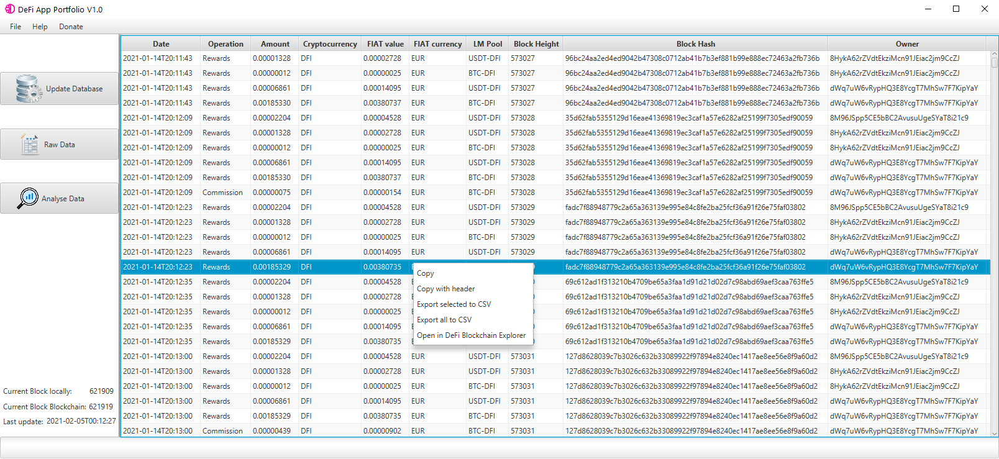 DeFi App Portfolio V1.0
File Help Donate
Date Operation Amount Cryptocurrency FIAT value FIAT currency LM Pool Block Height Block Hash Owner
2021-01-14T20:11:43 Rewards 0.00001328 DFI 0.00002728 EUR USDT-DFI 573027 96bc24aa2ed4ed9042b47308c0712ab41b7b3ef881b99e888ec72463a2fb736b 8HykA62rZVdtEkziMcn91JEiac2jm9CcZJ
2021-01-14T20:11:43 Rewards 0.00000012 DFI 0.00000025 EUR BTC-DFI 573027 96bc24aa2ed4ed9042b47308c0712ab41b7b3ef881b99e888ec72463a2fb736b 8HykA62rZVdtEkziMcn91JEiac2jm9CcZJ
2021-01-14T20:11:43 Rewards 0.00006861 DFI 0.00014095 EUR USDT-DFI 573027 96bc24aa2ed4ed9042b47308c0712ab41b7b3ef881b99e888ec72463a2fb736b dWq7uW6vRypHQ3E8YcgT7MhSw7F7KipYaY
2021-01-14T20:11:43 Rewards 0.00185330 DFI 0.00380737 EUR BTC-DFI 573027 96bc24aa2ed4ed9042b47308c0712ab41b7b3ef881b99e888ec72463a2fb736b dWq7uW6vRypHQ3E8YcgT7MhSw7F7KipYaY
2021-01-14T20:12:09 Rewards 0.00002204 DFI 0.00004528 EUR USDT-DFI 573028 35d62fab5355129d16eae41369819ec3caf1a57e6282af25199f7305edf90059 8M96JSpp5CE5bBC2AvusuUgeSYaT8i21c9
2021-01-14T20:12:09 Rewards 0.00001328 DFI 0.00002728 EUR USDT-DFI 573028 35d62fab5355129d16eae41369819ec3caf1a57e6282af25199f7305edf90059 8HykA62rZVdtEkziMcn91JEiac2jm9CcZJ
2021-01-14T20:12:09 Rewards 0.00000012 DFI 0.00000025 EUR BTC-DFI 573028 35d62fab5355129d16eae41369819ec3caf1a57e6282af25199f7305edf90059 8HykA62rZVdtEkziMcn91JEiac2jm9CcZJ
2021-01-14T20:12:09 Rewards 0.00006861 DFI 0.00014095 EUR USDT-DFI 573028 35d62fab5355129d16eae41369819ec3caf1a57e6282af25199f7305edf90059 dWq7uW6vRypHQ3E8YcgT7MhSw7F7KipYaY
2021-01-14T20:12:09 Rewards 0.00185330 DFI 0.00380737 EUR BTC-DFI 573028 35d62fab5355129d16eae41369819ec3caf1a57e6282af25199f7305edf90059 dWq7uW6vRypHQ3E8YcgT7MhSw7F7KipYaY
2021-01-14T20:12:09 Commission 0.00000075 DFI 0.00000154 EUR BTC-DFI 573028 35d62fab5355129d16eae41369819ec3caf1a57e6282af25199f7305edf90059 dWq7uW6vRypHQ3E8YcgT7MhSw7F7KipYaY
2021-01-14T20:12:23 Rewards 0.00002204 DFI 0.00004528 EUR USDT-DFI 573029 fadc7f88948779c2a65a363139e995e84c8fe2ba25fcf36a91f26e75faf03802 8M96JSpp5CE5bBC2AvusuUgeSYaT8i21c9
2021-01-14T20:12:23 Rewards 0.00001328 DFI 0.00002728 EUR USDT-DFI 573029 fadc7f88948779c2a65a363139e995e84c8fe2ba25fcf36a91f26e75faf03802 8HykA62rZVdtEkziMcn91JEiac2jm9CcZJ
2021-01-14T20:12:23 Rewards 0.00000012 DFI 0.00000025 EUR BTC-DFI 573029 fadc7f88948779c2a65a363139e995e84c8fe2ba25fcf36a91f26e75faf03802 8HykA62rZVdtEkziMcn91JEiac2jm9CcZJ
2021-01-14T20:12:23 Rewards 0.00006861 DFI 0.00014095 EUR USDT-DFI 573029 fadc7f88948779c2a65a363139e995e84c8fe2ba25fcf36a91f26e75faf03802 dWq7uW6vRypHQ3E8YcgT7MhSw7F7KipYaY
2021-01-14T20:12:23 Rewards 0.00185329 DFI 0.00380735 fadc7f88948779c2a65a363139e995e84c8fe2ba25fcf36a91f26e75faf03802 dWq7uW6vRypHQ3E8YcgT7MhSw7F7KipYaY
2021-01-14T20:12:35 Rewards 0.00002204 DFI 0.00004528 69c612ad1f313210b4709be65a3faa1d91d21d02d7c98abd69aef3caa763ffe5 8M96JSpp5CE5bBC2AvusuUgeSYaT8i21c9
2021-01-14T20:12:35 Rewards 0.00001328 DFI 0.00002728 69c612ad1f313210b4709be65a3faa1d91d21d02d7c98abd69aef3caa763ffe5 8HykA62rZVdtEkziMcn91JEiac2jm9CcZJ
2021-01-14T20:12:35 Rewards 0.00000012 DFI 0.00000025 69c612ad1f313210b4709be65a3faa1d91d21d02d7c98abd69aef3caa763ffe5 8HykA62rZVdtEkziMcn91JEiac2jm9CcZJ
2021-01-14T20:12:35 Rewards 0.00006861 DFI 0.00014095 69c612ad1f313210b4709be65a3faa1d91d21d02d7c98abd69aef3caa763ffe5 dWq7uW6vRypHQ3E8YcgT7MhSw7F7KipYaY
2021-01-14T20:12:35 Rewards 0.00185329 DFI 0.00380735 69c612ad1f313210b4709be65a3faa1d91d21d02d7c98abd69aef3caa763ffe5 dWq7uW6vRypHQ3E8YcgT7MhSw7F7KipYaY
2021-01-14T20:13:00 Rewards 0.00002204 DFI 0.00004528 EUR USDT-DFI 573031 127d8628039c7b3026c632b33089922f97894e8240ec1417ae8ee56e8f9a60d2 8M96JSpp5CE5bBC2AvusuUgeSYaT8i21c9
2021-01-14T20:13:00 Rewards 0.00001328 DFI 0.00002728 EUR USDT-DFI 573031 127d8628039c7b3026c632b33089922f97894e8240ec1417ae8ee56e8f9a60d2 8HykA62rZVdtEkziMcn91JEiac2jm9CcZJ
2021-01-14T20:13:00 Rewards 0.00000012 DFI 0.00000025 EUR BTC-DFI 573031 127d8628039c7b3026c632b33089922f97894e8240ec1417ae8ee56e8f9a60d2 8HykA62rZVdtEkziMcn91JEiac2jm9CcZJ
2021-01-14T20:13:00 Rewards 0.00006861 DFI 0.00014095 EUR USDT-DFI 573031 127d8628039c7b3026c632b33089922f97894e8240ec1417ae8ee56e8f9a60d2 dWq7uW6vRypHQ3E8YcgT7MhSw7F7KipYaY
2021-01-14T20:13:00 Rewards 0.00185329 DFI 0.00380735 EUR BTC-DFI 573031 127d8628039c7b3026c632b33089922f97894e8240ec1417ae8ee56e8f9a60d2 dWq7uW6vRypHQ3E8YcgT7MhSw7F7KipYaY
2021-01-14T20:13:00 Commission 0.00000439 DFI 0.00000902 EUR BTC-DFI 573031 127d8628039c7b3026c632b33089922f97894e8240ec1417ae8ee56e8f9a60d2 dWq7uW6vRypHQ3E8YcgT7MhSw7F7KipYaY
Copy
Copy with header
Export selected to CSV
Export all to CSV
Open in DeFi Blockchain Explorer
Update Database
Raw Data
Analyse Data
Current Block locally: 621909
Current Block Blockchain: 621919
Last update: 2021-02-05T00:12:27